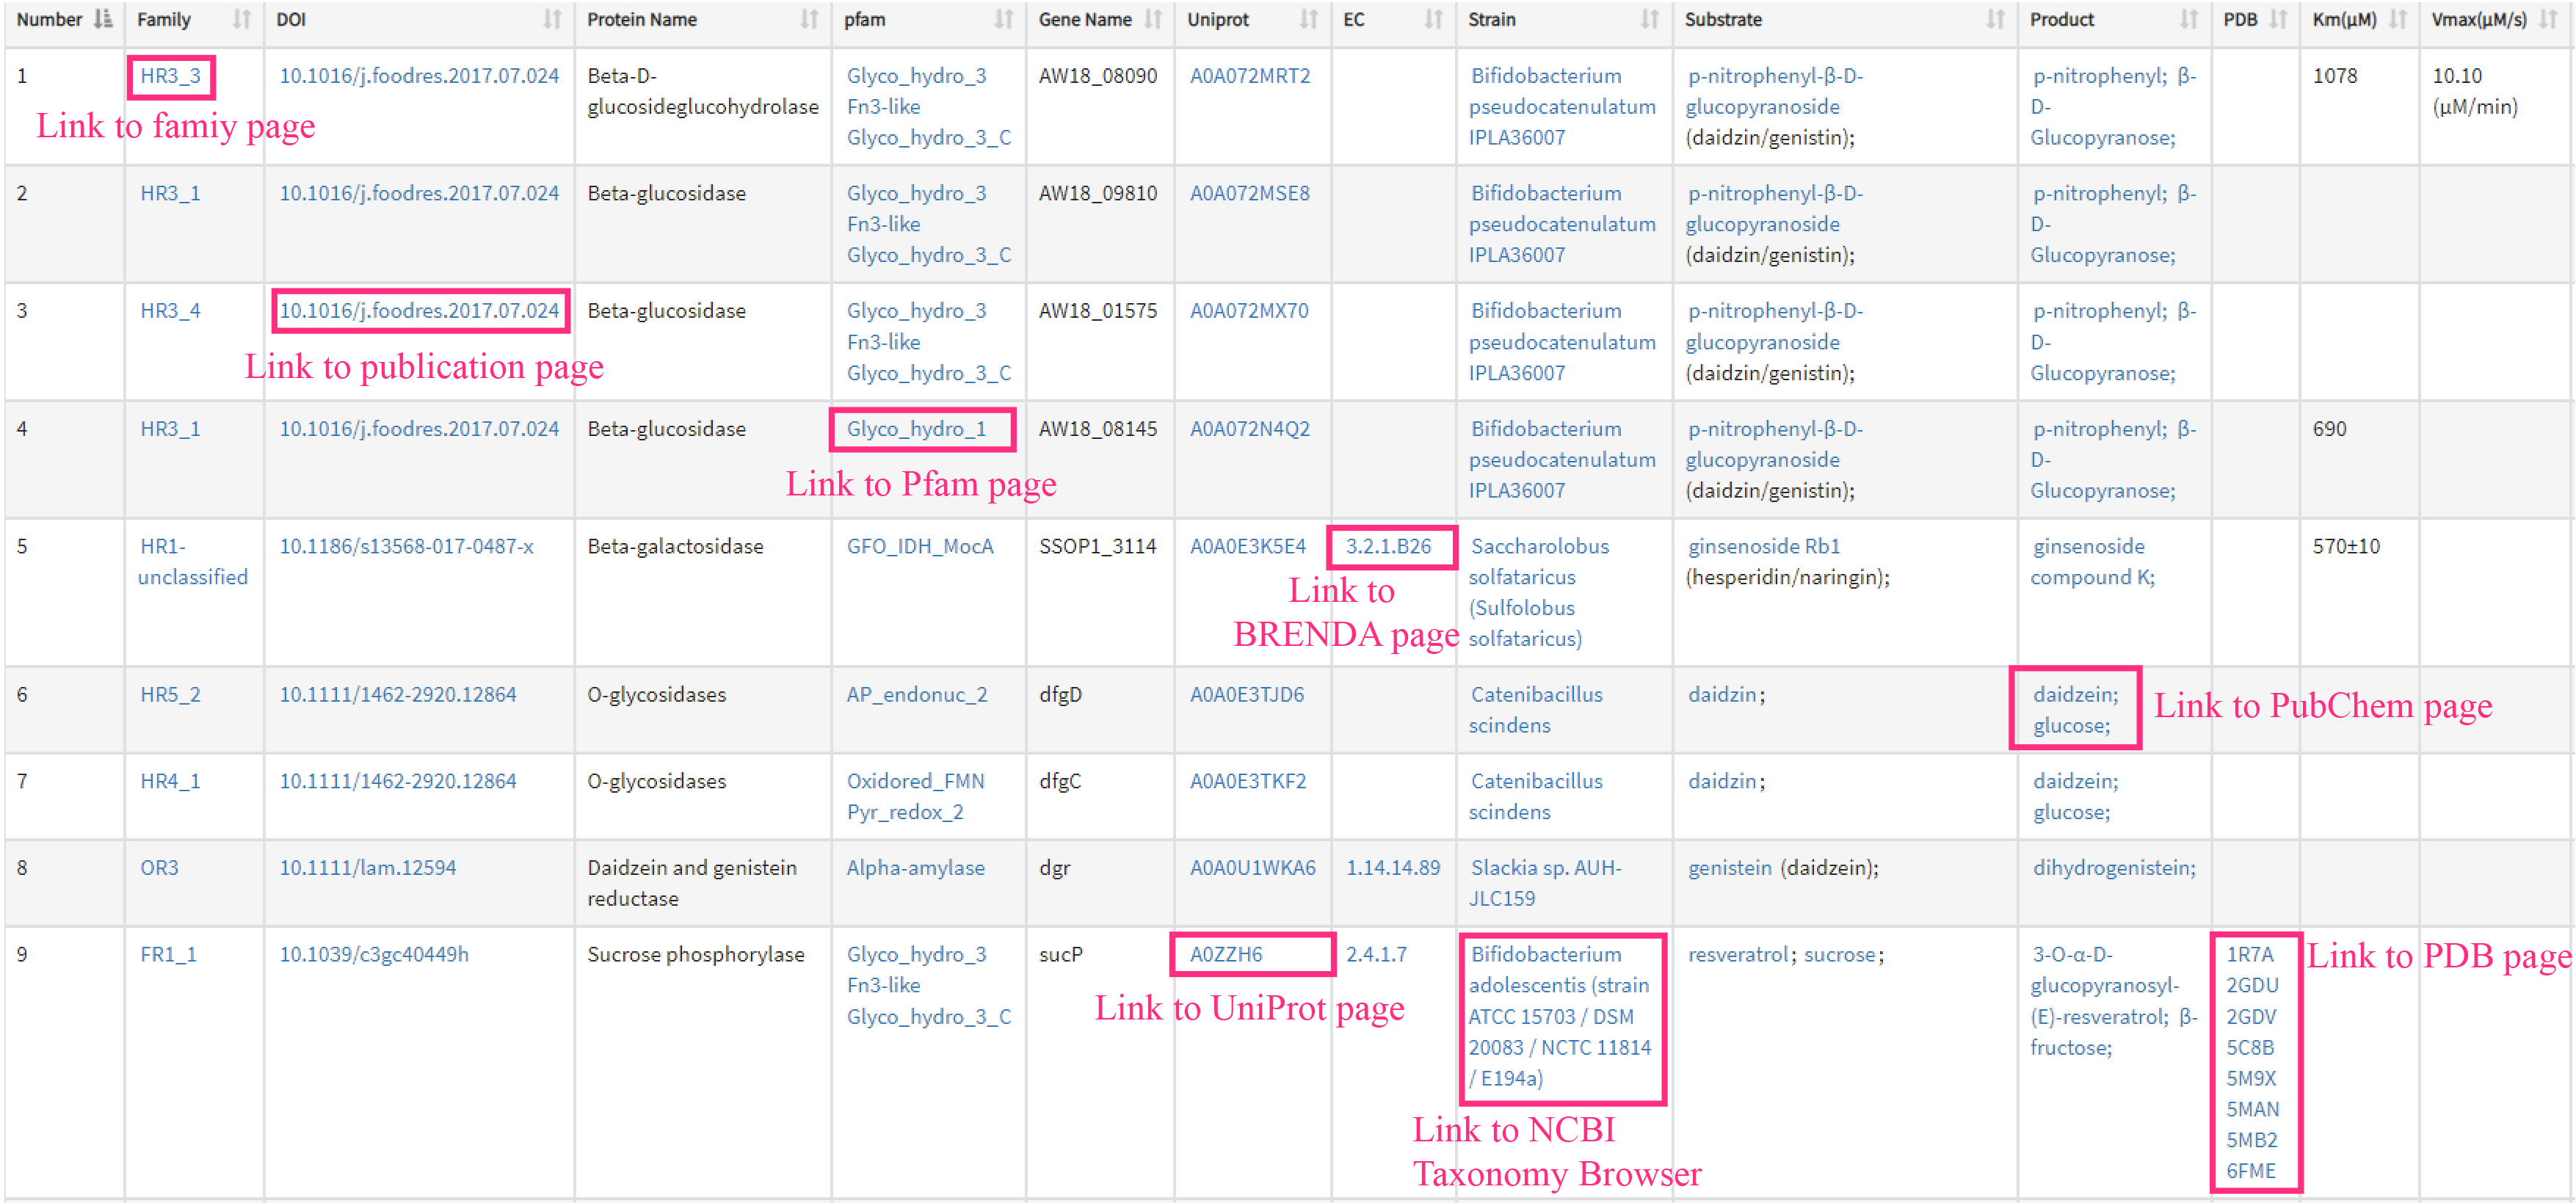 Number Family DOI Protein Name pfam Gene Name Uniprot EC Strain Substrate Product PDB Km(μM) Vmax(μM/s)
1 HR3_3 10.1016/j.foodres.2017.07.024 Beta-D- Glyco_hydro_3 AW18_08090 A0A072MRT2 Bifidobacterium p-nitrophenyl-β-D- p-nitrophenyl; β- 1078 10.10
glucosideglucohydrolase Fn3-like pseudocatenulatum glucopyranoside D- (μM/min)
Link to famiy page
Glyco_hydro_3_C IPLA36007 (daidzin/genistin); Glucopyranose;
2 HR3_1 10.1016/j.foodres.2017.07.024 Beta-glucosidase Glyco_hydro_3 AW18_09810 A0A072MSE8 Bifidobacterium p-nitrophenyl-β-D- p-nitrophenyl; β-
Fn3-like pseudocatenulatum glucopyranoside D-
Glyco_hydro_3_C IPLA36007 (daidzin/genistin); Glucopyranose;
3 HR3_4 10.1016/j.foodres.2017.07.024 Beta-glucosidase Glyco_hydro_3 AW18_01575 A0A072MX70 Bifidobacterium p-nitrophenyl-β-D- p-nitrophenyl; β-
Fn3-like pseudocatenulatum glucopyranoside D-
Link to publication page
Glyco_hydro_3_C IPLA36007 (daidzin/genistin); Glucopyranose;
4 HR3_1 10.1016/j.foodres.2017.07.024 Beta-glucosidase Glyco_hydro_1 AW18_08145 A0A072N4Q2 Bifidobacterium p-nitrophenyl-β-D- p-nitrophenyl; β- 690
pseudocatenulatum glucopyranoside D-
Link to Pfam page
IPLA36007 (daidzin/genistin); Glucopyranose;
5 HR1- 10.1186/s13568-017-0487-x Beta-galactosidase GFO_IDH_MocA SSOP1_3114 A0A0E3K5E4 3.2.1.B26 Saccharolobus ginsenoside Rb1 ginsenoside 570±10
unclassified solfataricus (hesperidin/naringin); compound K;
Link to
(Sulfolobus
BRENDA page
solfataricus)
6 HR5_2 10.1111/1462-2920.12864 O-glycosidases AP_endonuc_2 dfgD A0A0E3TJD6 Catenibacillus daidzin; daidzein;
Link to PubChem page
scindens glucose;
7 HR4_1 10.1111/1462-2920.12864 O-glycosidases Oxidored_FMN dfgC A0A0E3TKF2 Catenibacillus daidzin; daidzein;
Pyr_redox_2 scindens glucose;
8 OR3 10.1111/lam.12594 Daidzein and genistein Alpha-amylase dgr A0A0U1WKA6 1.14.14.89 Slackia sp. AUH- genistein (daidzein); dihydrogenistein;
reductase JLC159
9 FR1_1 10.1039/c3gc40449h Sucrose phosphorylase Glyco_hydro_3 sucP A0ZZH6 2.4.1.7 Bifidobacterium resveratrol; sucrose; 3-O-α-D- 1R7A
Link to PDB page
Fn3-like adolescentis (strain glucopyranosyl- 2GDU
Link to UniProt page
Glyco_hydro_3_C ATCC 15703 / DSM (E)-resveratrol; β- 2GDV
20083 / NCTC 11814 fructose; 5C8B
/ E194a) 5M9X
5MAN
Link to NCBI
5MB2
Taxonomy Browser
6FME